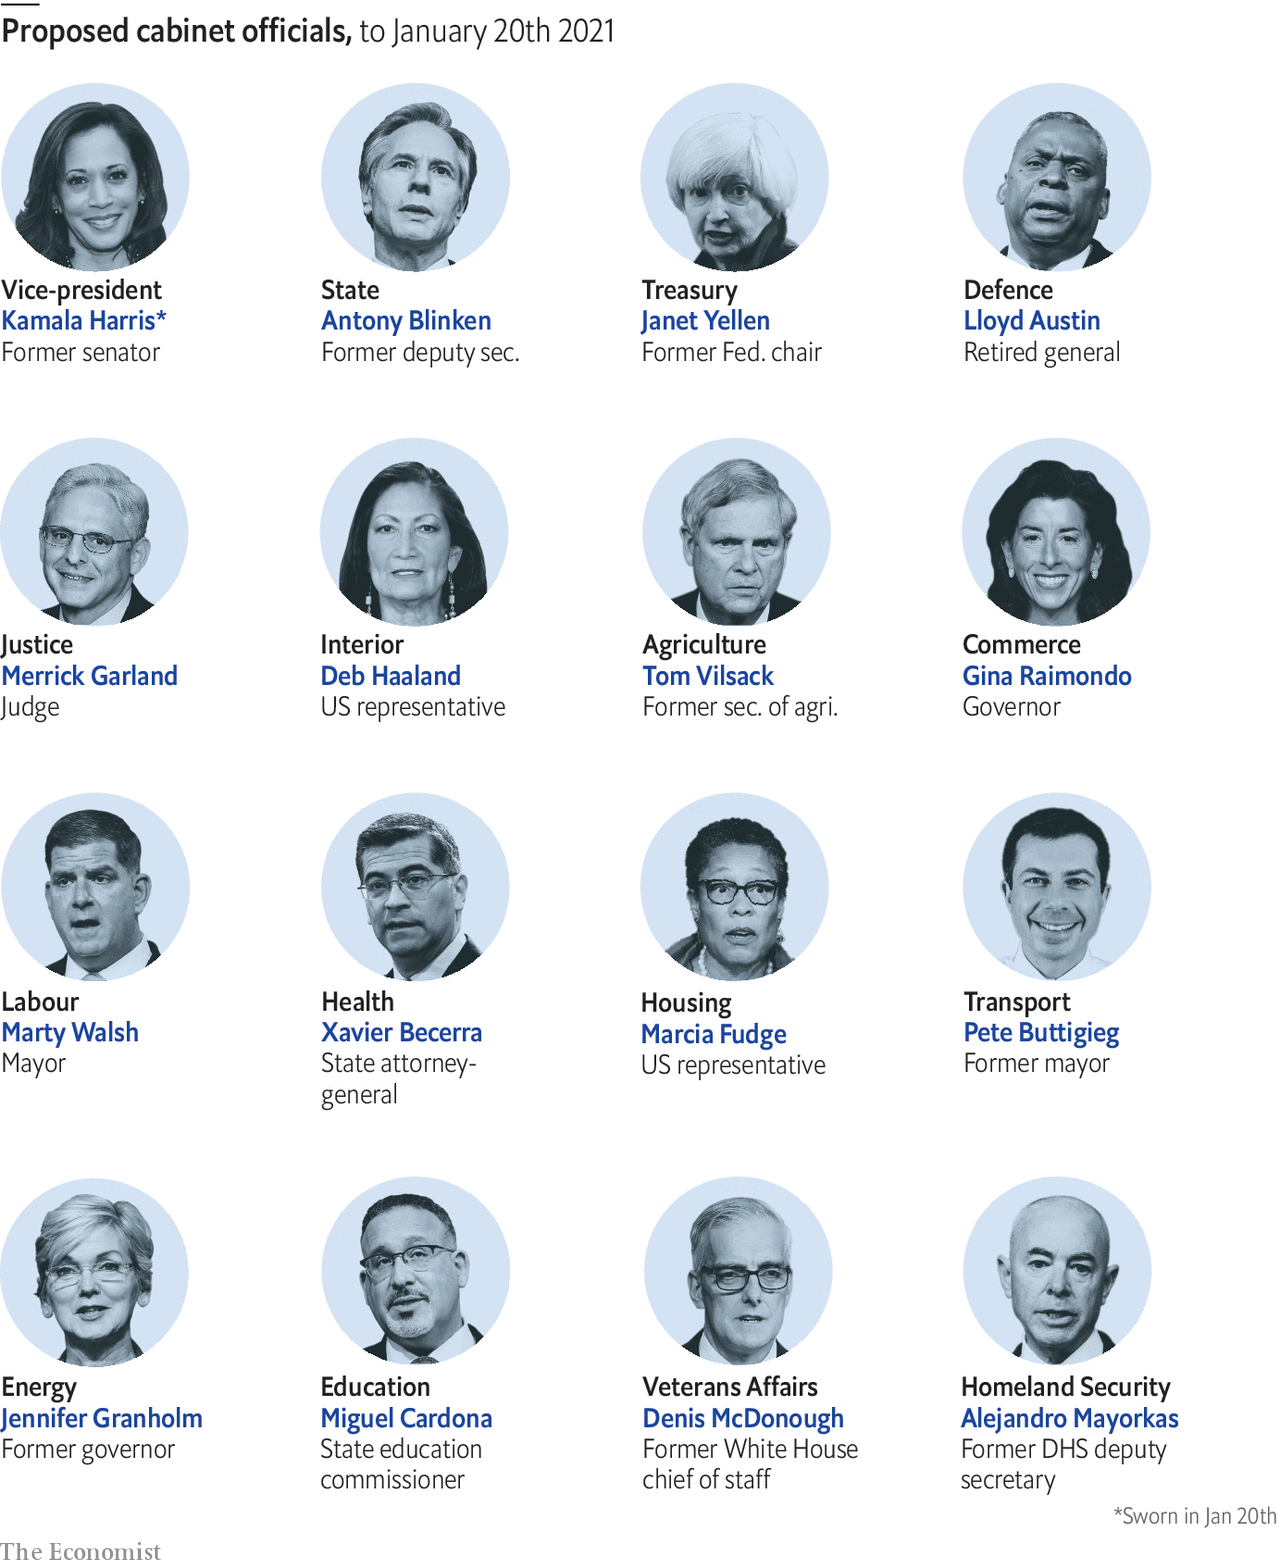 Proposed cabinet officials, to January 20th 2021
Vice-president
Kamala Harris*
Former senator
State
Antony Blinken
Former deputy sec.
Treasury
Janet Yellen
Former Fed. chair
Defence
Lloyd Austin
Retired general
Justice
Merrick Garland
Judge
Interior
Deb Haaland
US representative
Agriculture
Tom Vilsack
Former sec. of agri.
Commerce
Gina Raimondo
Governor
Labour
Marty Walsh
Mayor
Health
Xavier Becerra
State attorney-
general
Housing
Marcia Fudge
US representative
Transport
Pete Buttigieg
Former mayor
Energy
Jennifer Granholm
Former governor
Education
Miguel Cardona
State education
commissioner
Veterans Affairs
Denis McDonough
Former White House
chief of staff
Homeland Security
Alejandro Mayorkas
Former DHS deputy
secretary
*Sworn in Jan 20th
The Economist